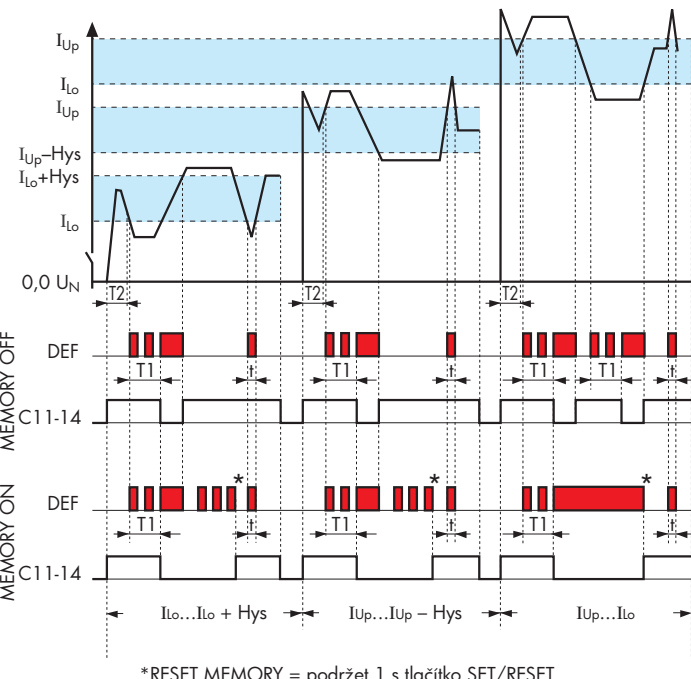 IUp
ILo
IUp
IUp–Hys
ILo+Hys
ILo
0,0 UN
T2
T2
T2
MEMORY OFF
DEF
T1
t
T1
t
T1
T1
t
C11-14
MEMORY ON
DEF
*
*
*
T1
t
T1
t
T1
t
C11-14
ILo...ILo + Hys
IUp...IUp – Hys
IUp...ILo
*RESET MEMORY = podržet 1 s tlačítko SET/RESET